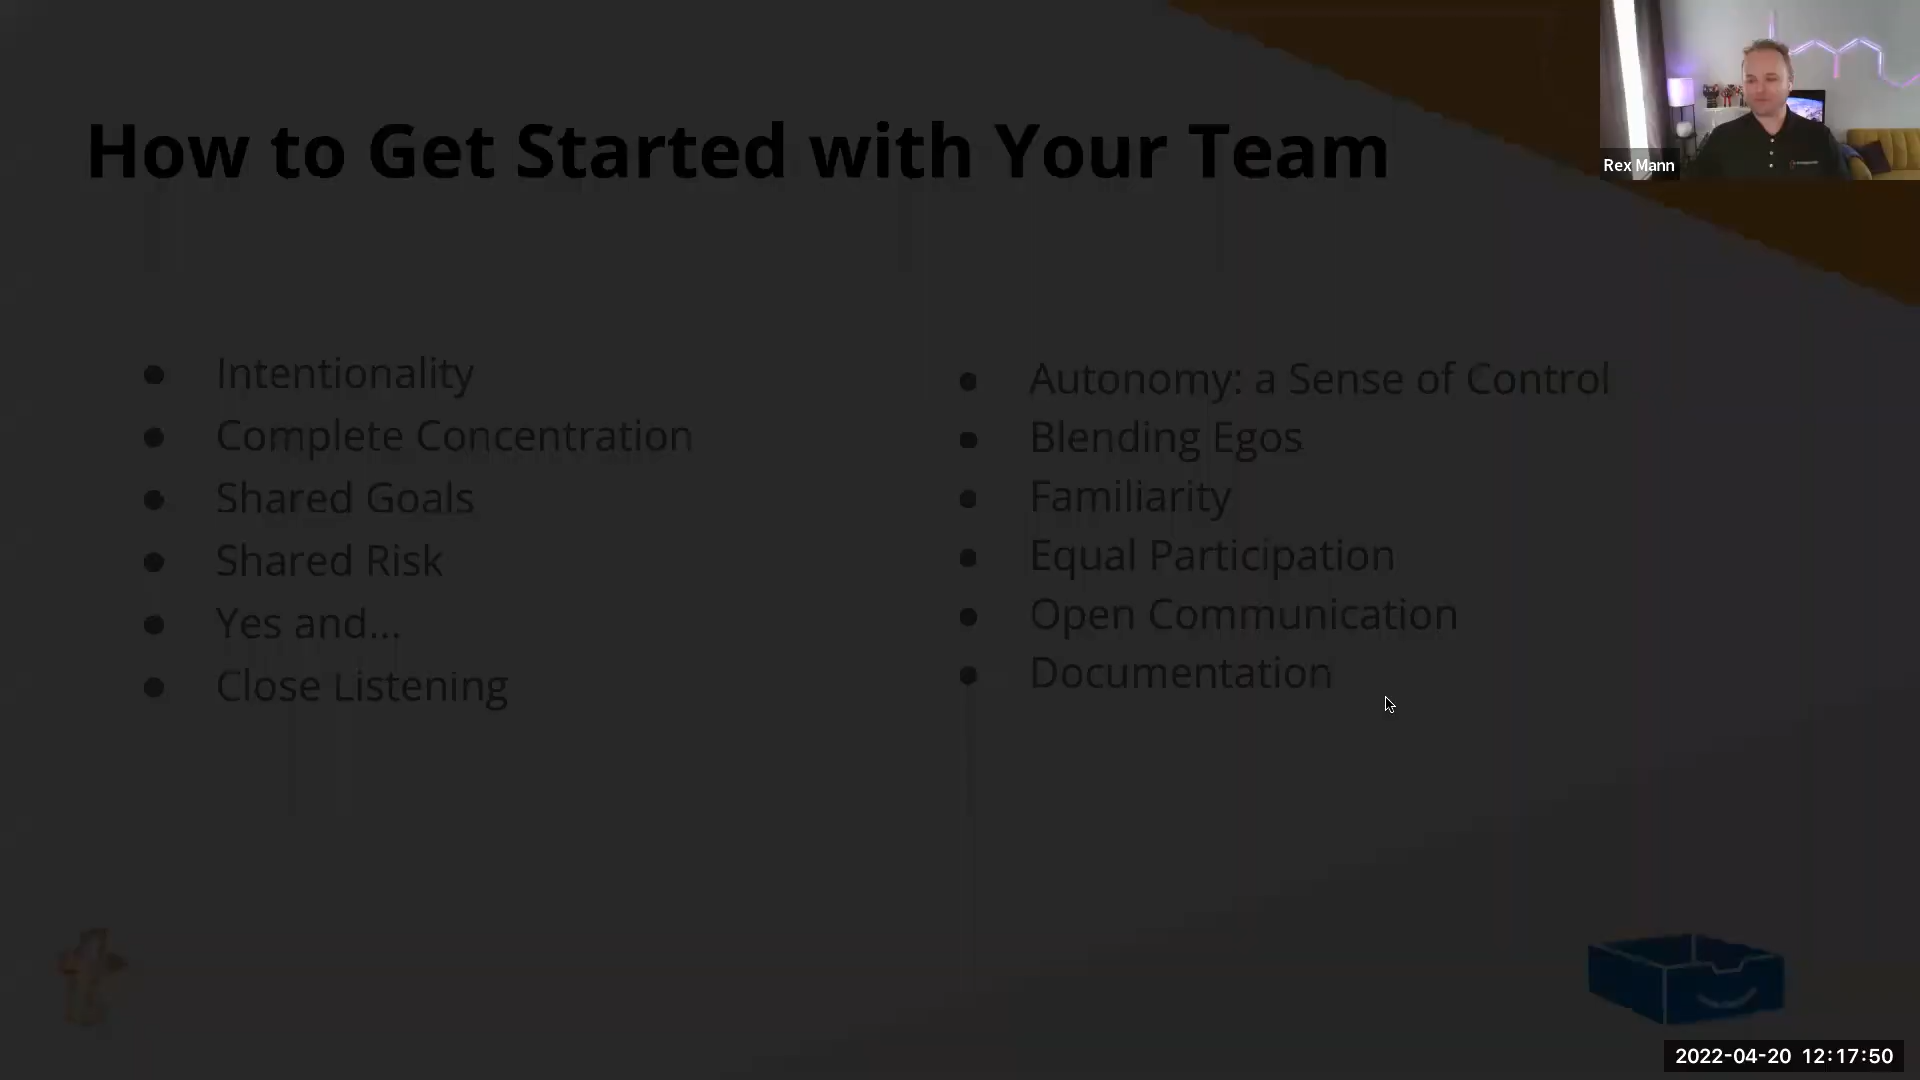 How to Get Started with Your Team
Rex Mann
Intentionality
Complete Concentration
Shared Goals
Shared Risk
Yes and...
Close Listening
Autonomy: a Sense of Control
Blending Egos
Familiarity
Equal Participation
Open Communication
Documentation
2022-04-20 12:17:50